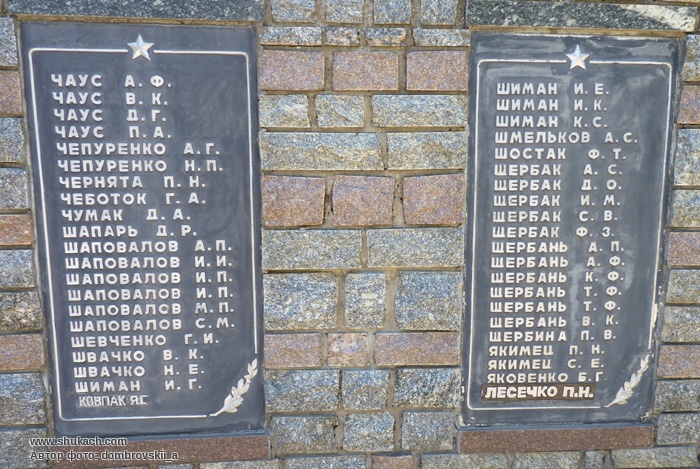 ЧАУС А. Ф.
ЧАУС В. К.
ЧАУС Д. Г.
ЧАУС П. А.
ЧЕПУРЕНКО А. Г.
ЧЕПУРЕНКО Н. П.
ЧЕРНЯТА П. Н.
ЧЕБОТОК Г. А.
ЧУМАК Д. А.
ШАПАРЬ Д. Р.
ШАПОВАЛОВ А. П.
ШАПОВАЛОВ И. И.
ШАПОВАЛОВ И. П.
ШАПОВАЛОВ И. П.
ШАПОВАЛОВ М. П.
ШАПОВАЛОВ С. М.
ШЕВЧЕНКО Г. И.
ШВАЧКО В. К.
ШВАЧКО Н. Е.
ШИМАН И. Г.
КОВПАК Я.Г.
ШИМАН И. Е.
ШИМАН И. К.
ШИМАН К. С.
ШМЕЛЬКОВ А. С.
ШОСТАК Ф. Т.
ЩЕРБАК А. С.
ЩЕРБАК Д. О.
ЩЕРБАК И. М.
ЩЕРБАК С. В.
ЩЕРБАК Ф. З.
ЩЕРБАНЬ А. П.
ЩЕРБАНЬ А. Ф.
ЩЕРБАНЬ К. Ф.
ЩЕРБАНЬ Т. Ф.
ЩЕРБАНЬ Т. Ф.
ЩЕРБАНЬ В. К.
ЩЕРБИНА П. В.
ЯКИМЕЦ П. Н.
ЯКИМЕЦ С. Е.
ЯКОВЕНКО Б. Г.
ЛЕСЕЧКО П.Н.
www.shukach.com
Автор фото: dombrovskii_a